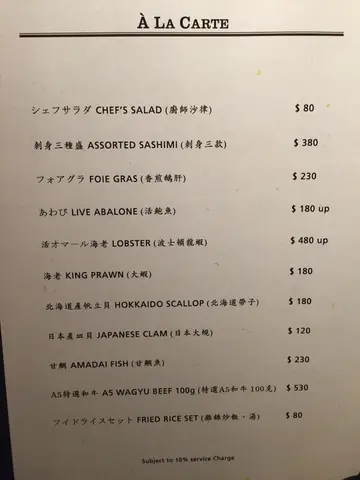 À LA CARTE
シェフサラダ CHEF'S SALAD (廚師沙律) $ 80
刺身三種盛 ASSORTED SASHIMI (刺身三款) $ 380
フォアグラ FOIE GRAS (香煎鵝肝) $ 230
あわび LIVE ABALONE (活鮑魚) $ 180 up
活オマール海老 LOBSTER (波士頓龍蝦) $ 480 up
海老 KING PRAWN (大蝦) $ 180
北海道産帆立貝 HOKKAIDO SCALLOP (北海道帶子) $ 180
日本産皿貝 JAPANESE CLAM (日本大蜆) $ 120
甘鯛 AMADAI FISH (甘鯛魚) $ 230
A5特選和牛 A5 WAGYU BEEF 100g (特選A5和牛 100克) $ 530
フイドライスセット FRIED RICE SET (雜錦炒飯・湯) $ 80
Subject to 10% service Charge